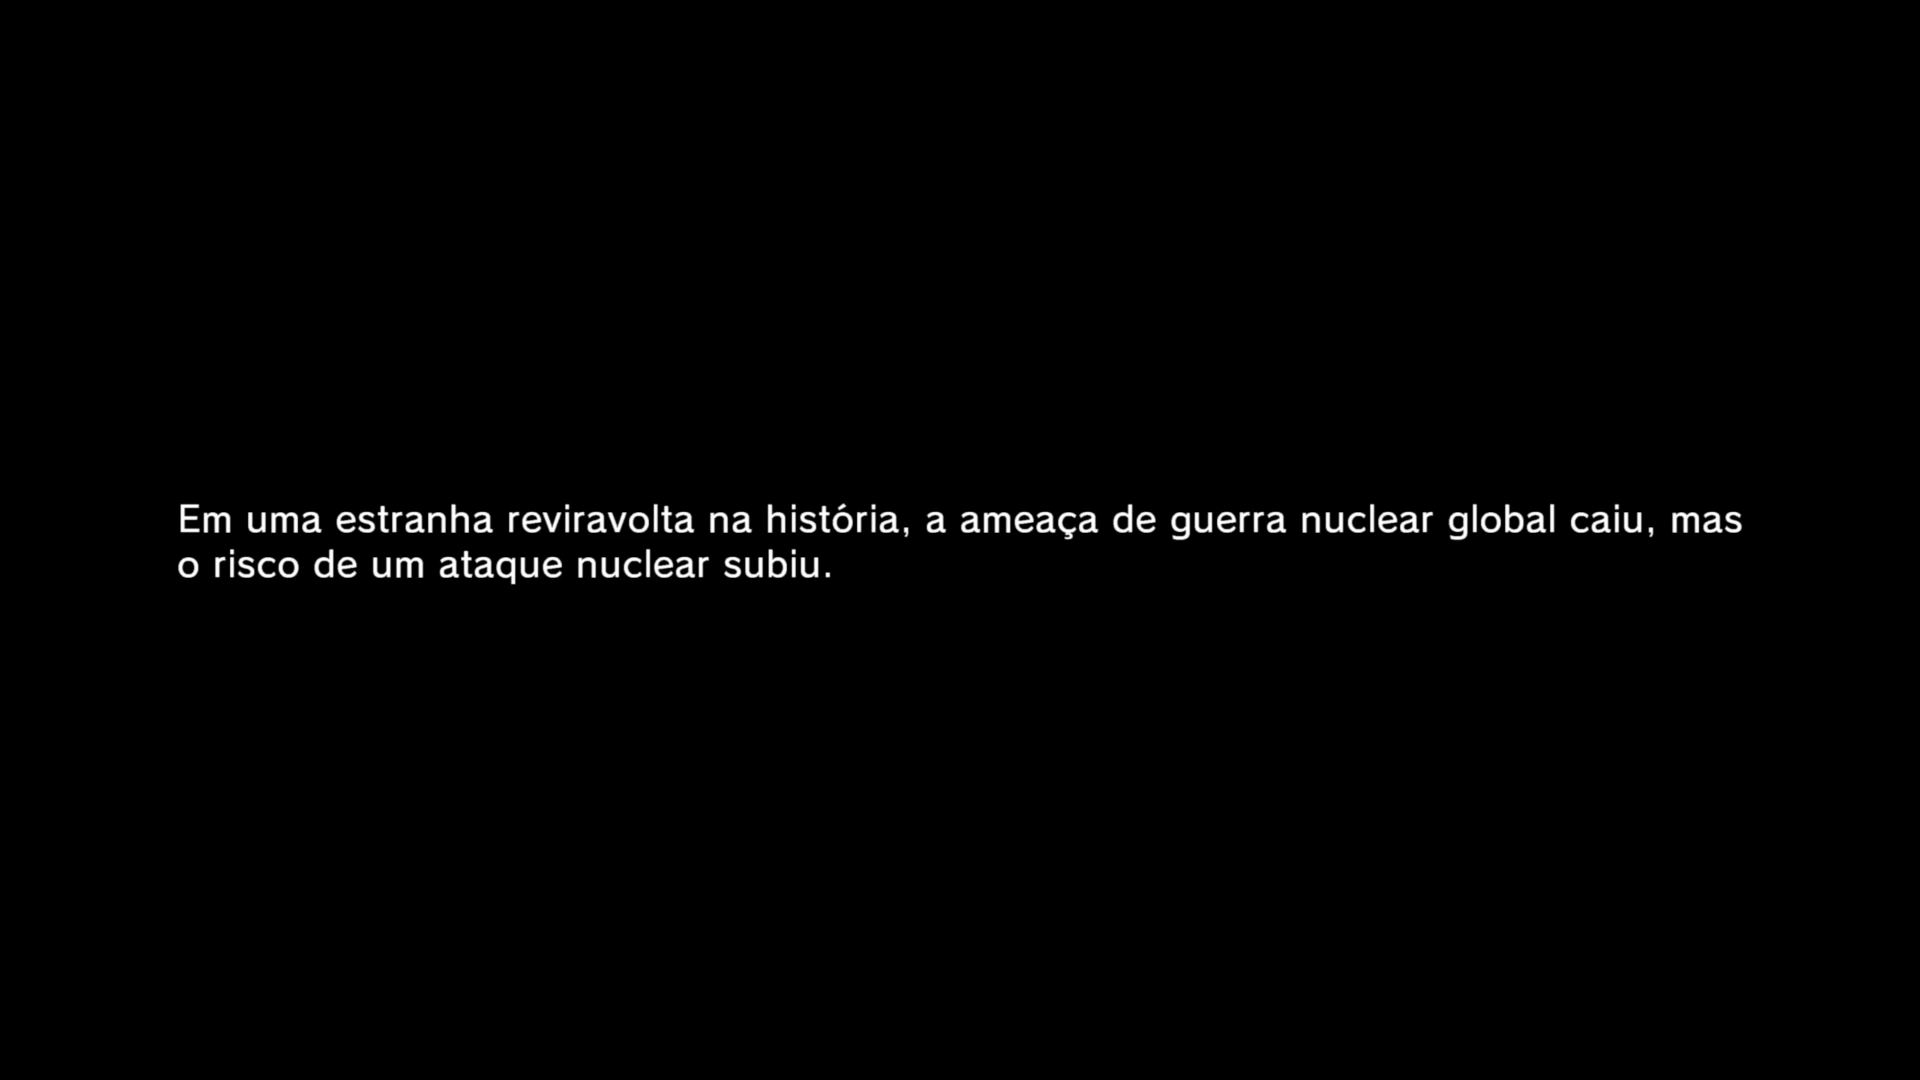 Em uma estranha reviravolta na história, a ameaça de guerra nuclear global caiu, mas
o risco de um ataque nuclear subiu.